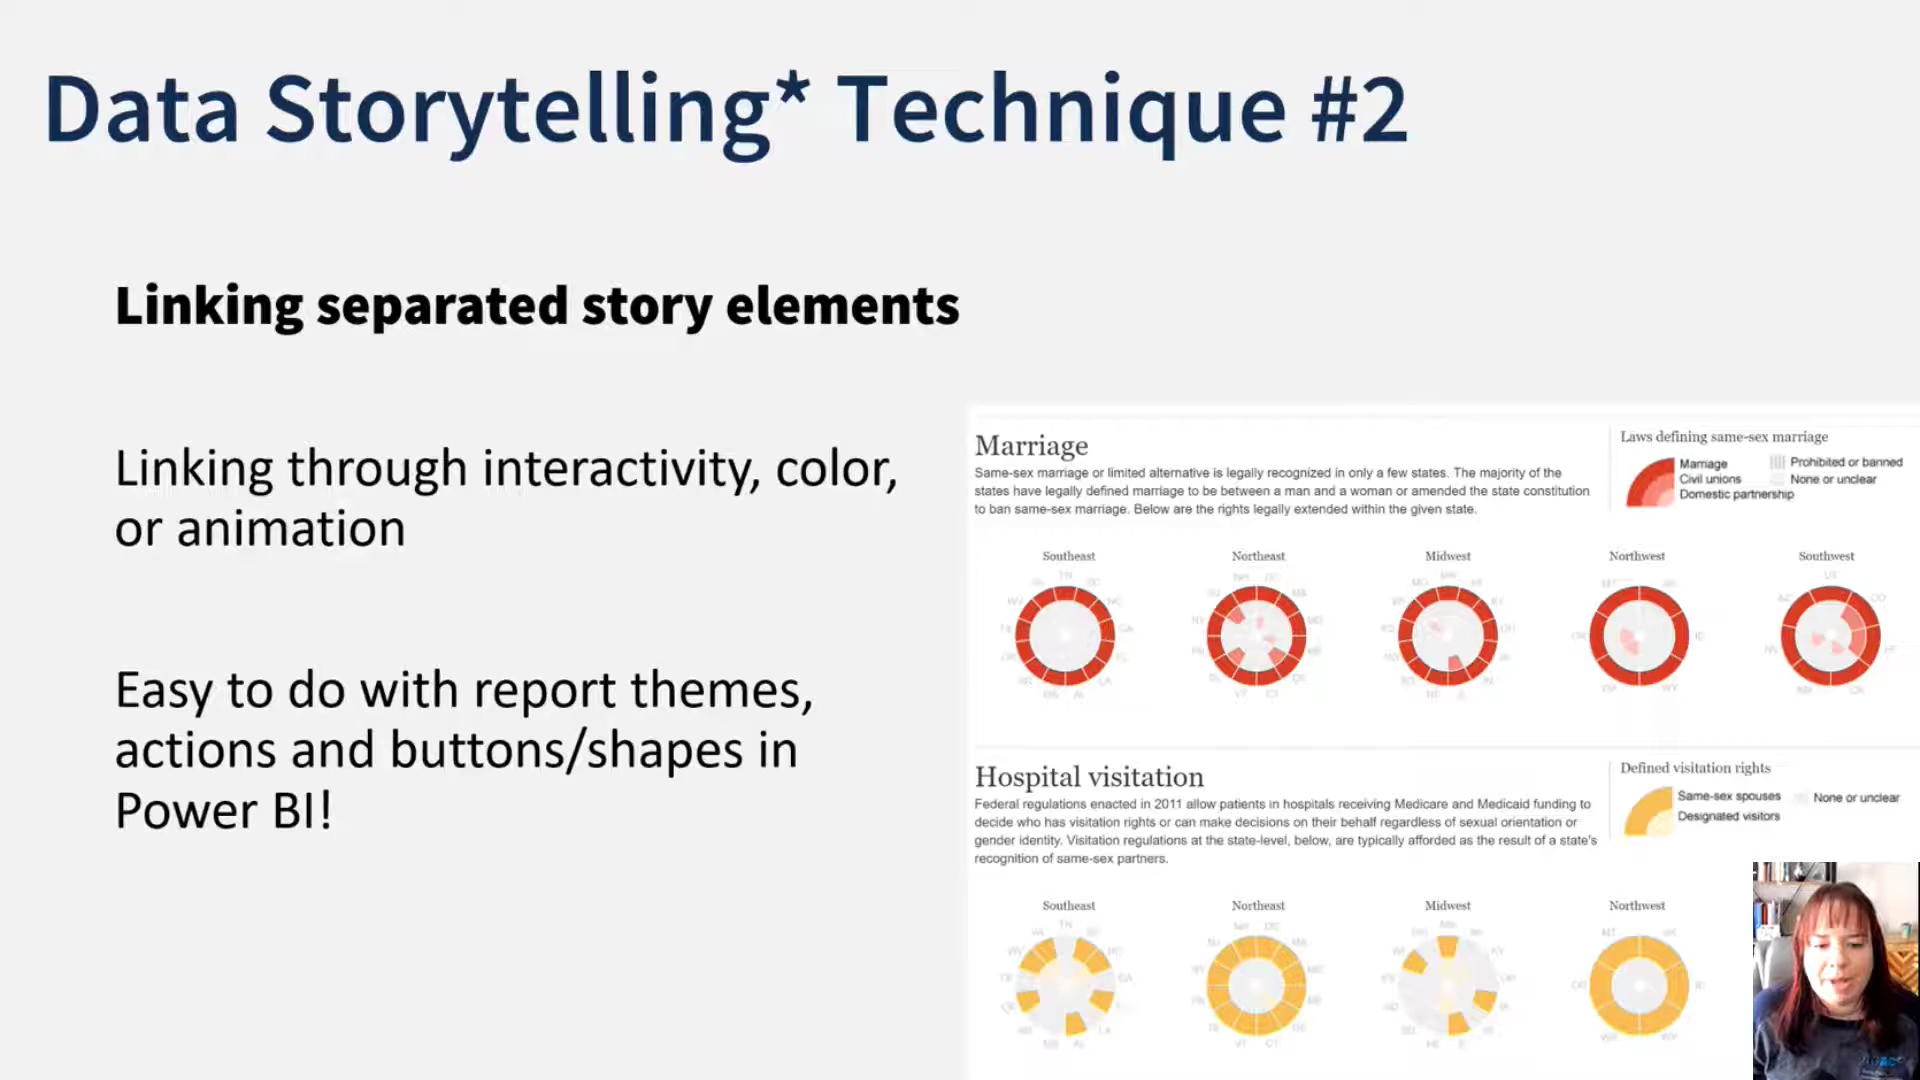 Data Storytelling* Technique #2
Linking separated story elements
Linking through interactivity, color,
or animation
Easy to do with report themes,
actions and buttons/shapes in
Power BI!
Marriage
Same-sex marriage or limited alternative is legally recognized in only a few states. The majority of the
states have legally defined marriage to be between a man and a woman or amended the state constitution
to ban same-sex marriage. Below are the rights legally extended within the given state.
Laws defining same-sex marriage
Marriage
Civil unions
Domestic partnership
Prohibited or banned
None or unclear
Southeast
Northeast
Midwest
Northwest
Southwest
Hospital visitation
Federal regulations enacted in 2011 allow patients in hospitals receiving Medicare and Medicaid funding to
decide who has visitation rights or can make decisions on their behalf regardless of sexual orientation or
gender identity. Visitation regulations at the state-level, below, are typically afforded as the result of a state's
recognition of same-sex partners.
Defined visitation rights
Same-sex spouses
Designated visitors
None or unclear
Southeast
Northeast
Midwest
Northwest